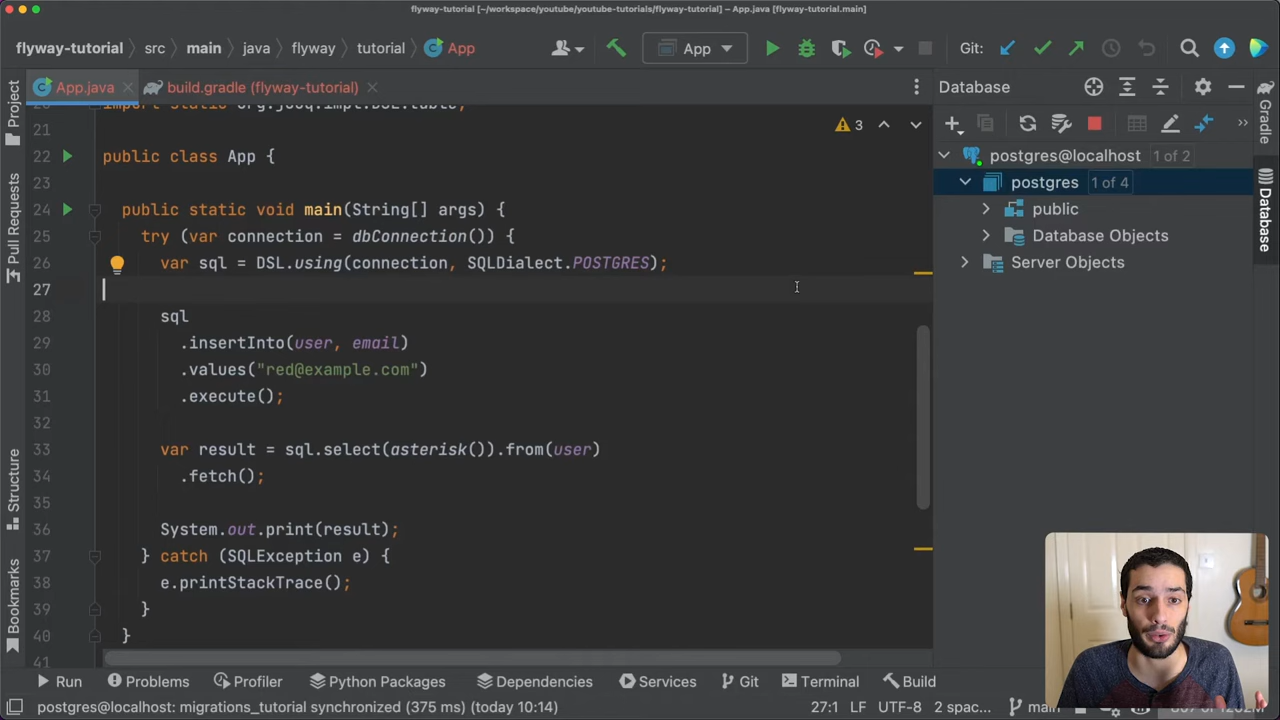 flyway-tutorial [~/workspace/youtube/youtube-tutorials/flyway-tutorial] – App.java [flyway-tutorial.main]
flyway-tutorial src main java flyway tutorial App
App
Git:
App.java
build.gradle (flyway-tutorial)
Database
Project
Pull Requests
Structure
Bookmarks
3
21
22 public class App {
23
24 public static void main(String[] args) {
25 try (var connection = dbConnection()) {
26 var sql = DSL.using(connection, SQLDialect.POSTGRES);
27
28 sql
29 .insertInto(user, email)
30 .values("red@example.com")
31 .execute();
32
33 var result = sql.select(asterisk()).from(user)
34 .fetch();
35
36 System.out.print(result);
37 } catch (SQLException e) {
38 e.printStackTrace();
39 }
40 }
41
postgres@localhost 1 of 2
postgres 1 of 4
public
Database Objects
Server Objects
Gradle
Database
Run Problems Profiler Python Packages Dependencies Services Git Terminal Build
postgres@localhost: migrations_tutorial synchronized (375 ms) (today 10:14)
27:1 LF UTF-8 2 spac... main